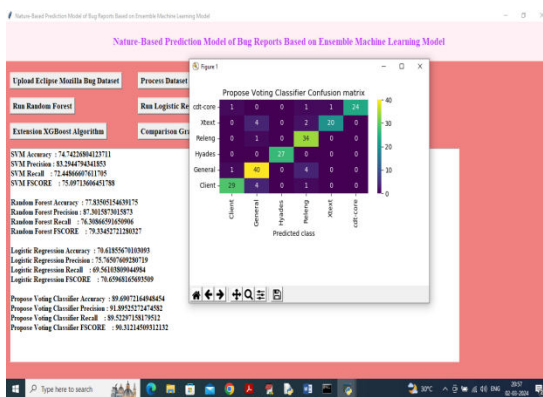 Nature-Based Prediction Model of Bug Reports Based on Ensemble Machine Learning Model
Nature-Based Prediction Model of Bug Reports Based on Ensemble Machine Learning Model
Upload Eclipse Mozilla Bug Dataset
Process Dataset
Run Random Forest
Run Logistic Re
Extension XGBoost Algorithm
Comparison Gra
Figure 1
Propose Voting Classifier Confusion matrix
cdt-core 1 0 0 1 1 24
Xtext 0 4 0 2 20 0
Releng 0 1 0 34 0 0
Hyades 0 0 27 0 0 0
General 1 40 0 4 0 0
Client 29 4 0 1 0 0
Client General Hyades Releng Xtext cdt-core
Predicted class
40
30
20
10
0
SVM Accuracy : 74.74226804123711
SVM Precision : 83.2944794341853
SVM Recall : 72.44866607611705
SVM FSCORE : 75.09713606451788
Random Forest Accuracy : 77.83505154639175
Random Forest Precision : 87.3015873015873
Random Forest Recall : 76.30866591650906
Random Forest FSCORE : 79.33452721280327
Logistic Regression Accuracy : 70.61855670103093
Logistic Regression Precision : 75.76507609280719
Logistic Regression Recall : 69.56103809044984
Logistic Regression FSCORE : 70.65968165693509
Propose Voting Classifier Accuracy : 89.69072164948454
Propose Voting Classifier Precision : 91.89525272474582
Propose Voting Classifier Recall : 89.52297158179512
Propose Voting Classifier FSCORE : 90.31214509312132
Type here to search
30°C
ENG
20:57
02-03-2024